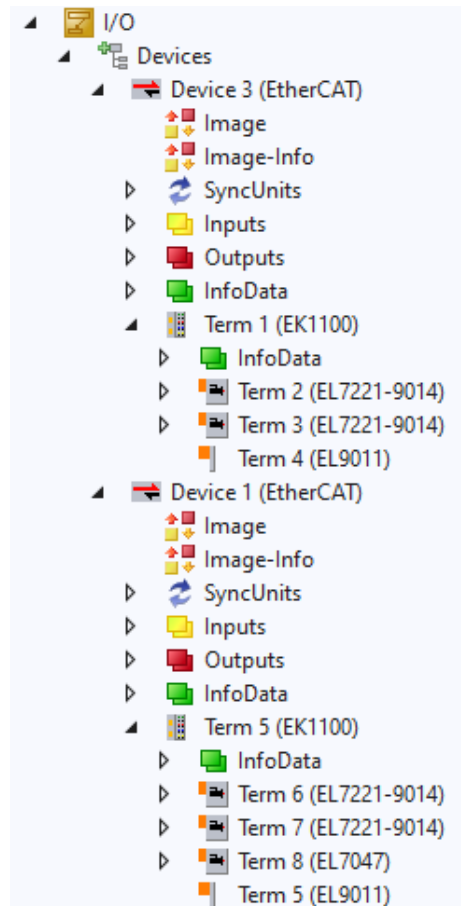 I/O
Devices
Device 3 (EtherCAT)
Image
Image-Info
SyncUnits
Inputs
Outputs
InfoData
Term 1 (EK1100)
InfoData
Term 2 (EL7221-9014)
Term 3 (EL7221-9014)
Term 4 (EL9011)
Device 1 (EtherCAT)
Image
Image-Info
SyncUnits
Inputs
Outputs
InfoData
Term 5 (EK1100)
InfoData
Term 6 (EL7221-9014)
Term 7 (EL7221-9014)
Term 8 (EL7047)
Term 5 (EL9011)